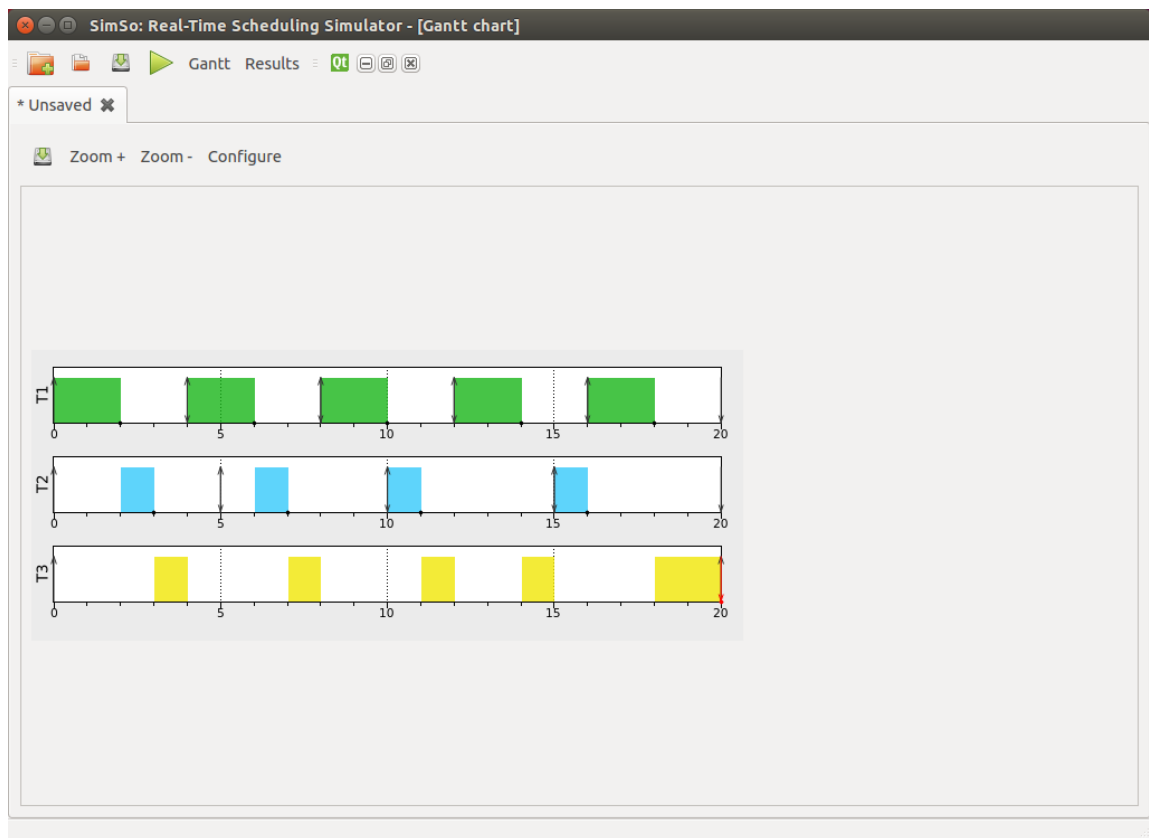 SimSo: Real-Time Scheduling Simulator - [Gantt chart]
Gantt Results Qt
* Unsaved
Zoom + Zoom - Configure
T1
0 5 10 15 20
T2
0 5 10 15 20
T3
0 5 10 15 20